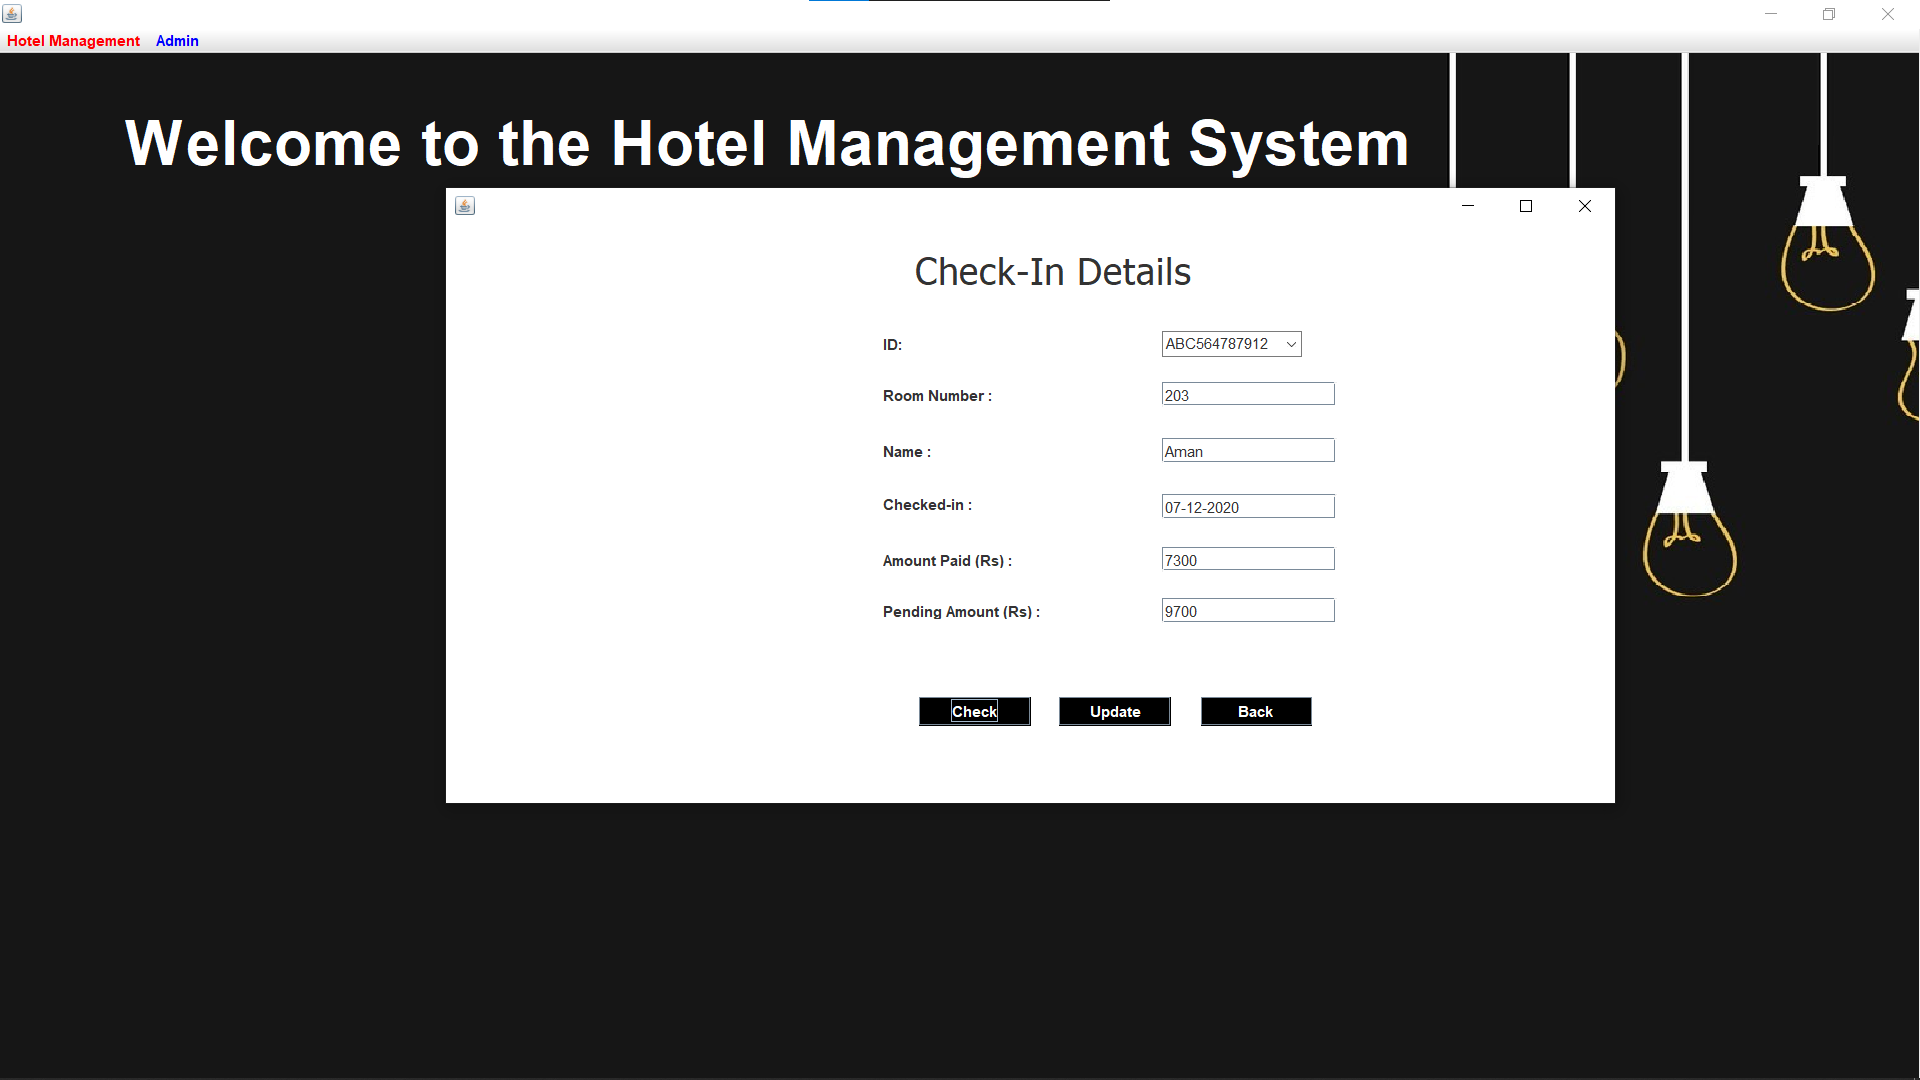 Hotel Management Admin
Welcome to the Hotel Management System
Check-In Details
ID: ABC564787912
Room Number : 203
Name : Aman
Checked-in : 07-12-2020
Amount Paid (Rs) : 7300
Pending Amount (Rs) : 9700
Check Update Back